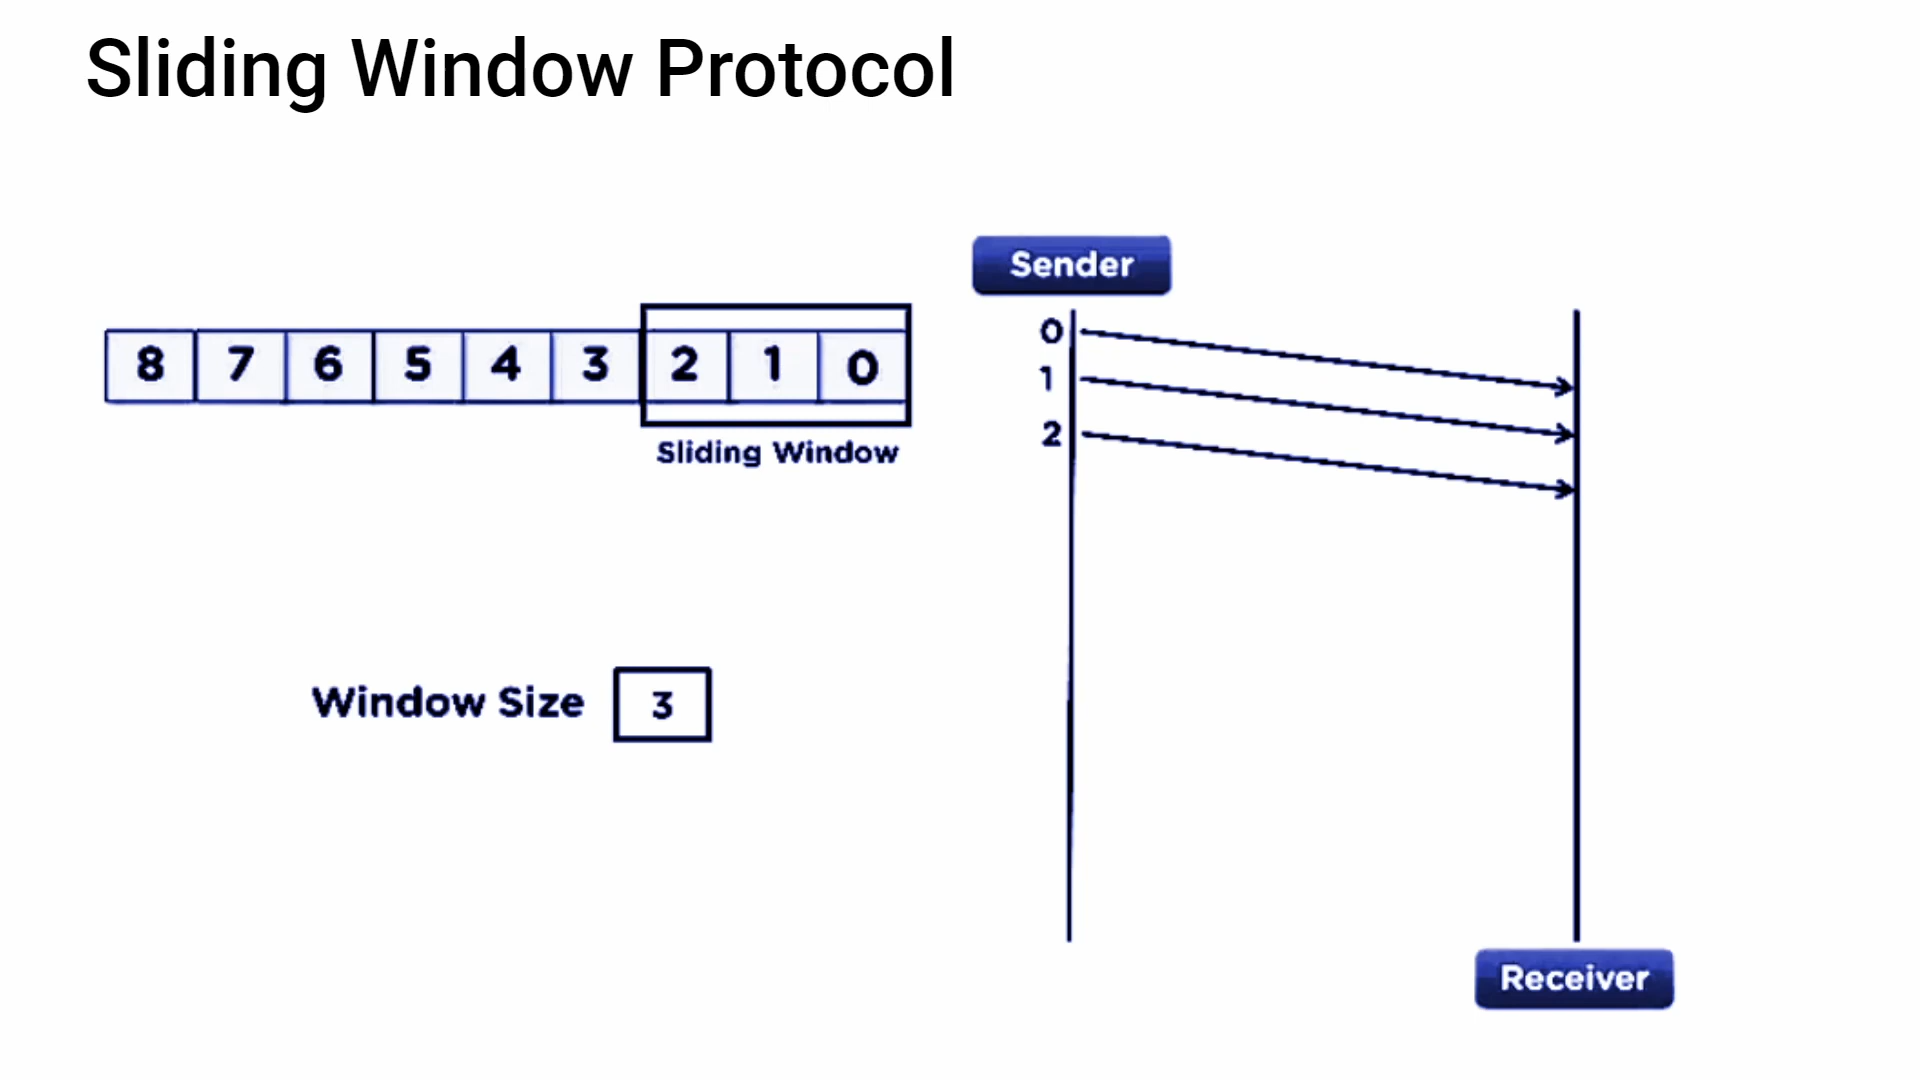 Sliding Window Protocol
Sender
0
1
2
8 7 6 5 4 3 2 1 0
Sliding Window
Window Size 3
Receiver